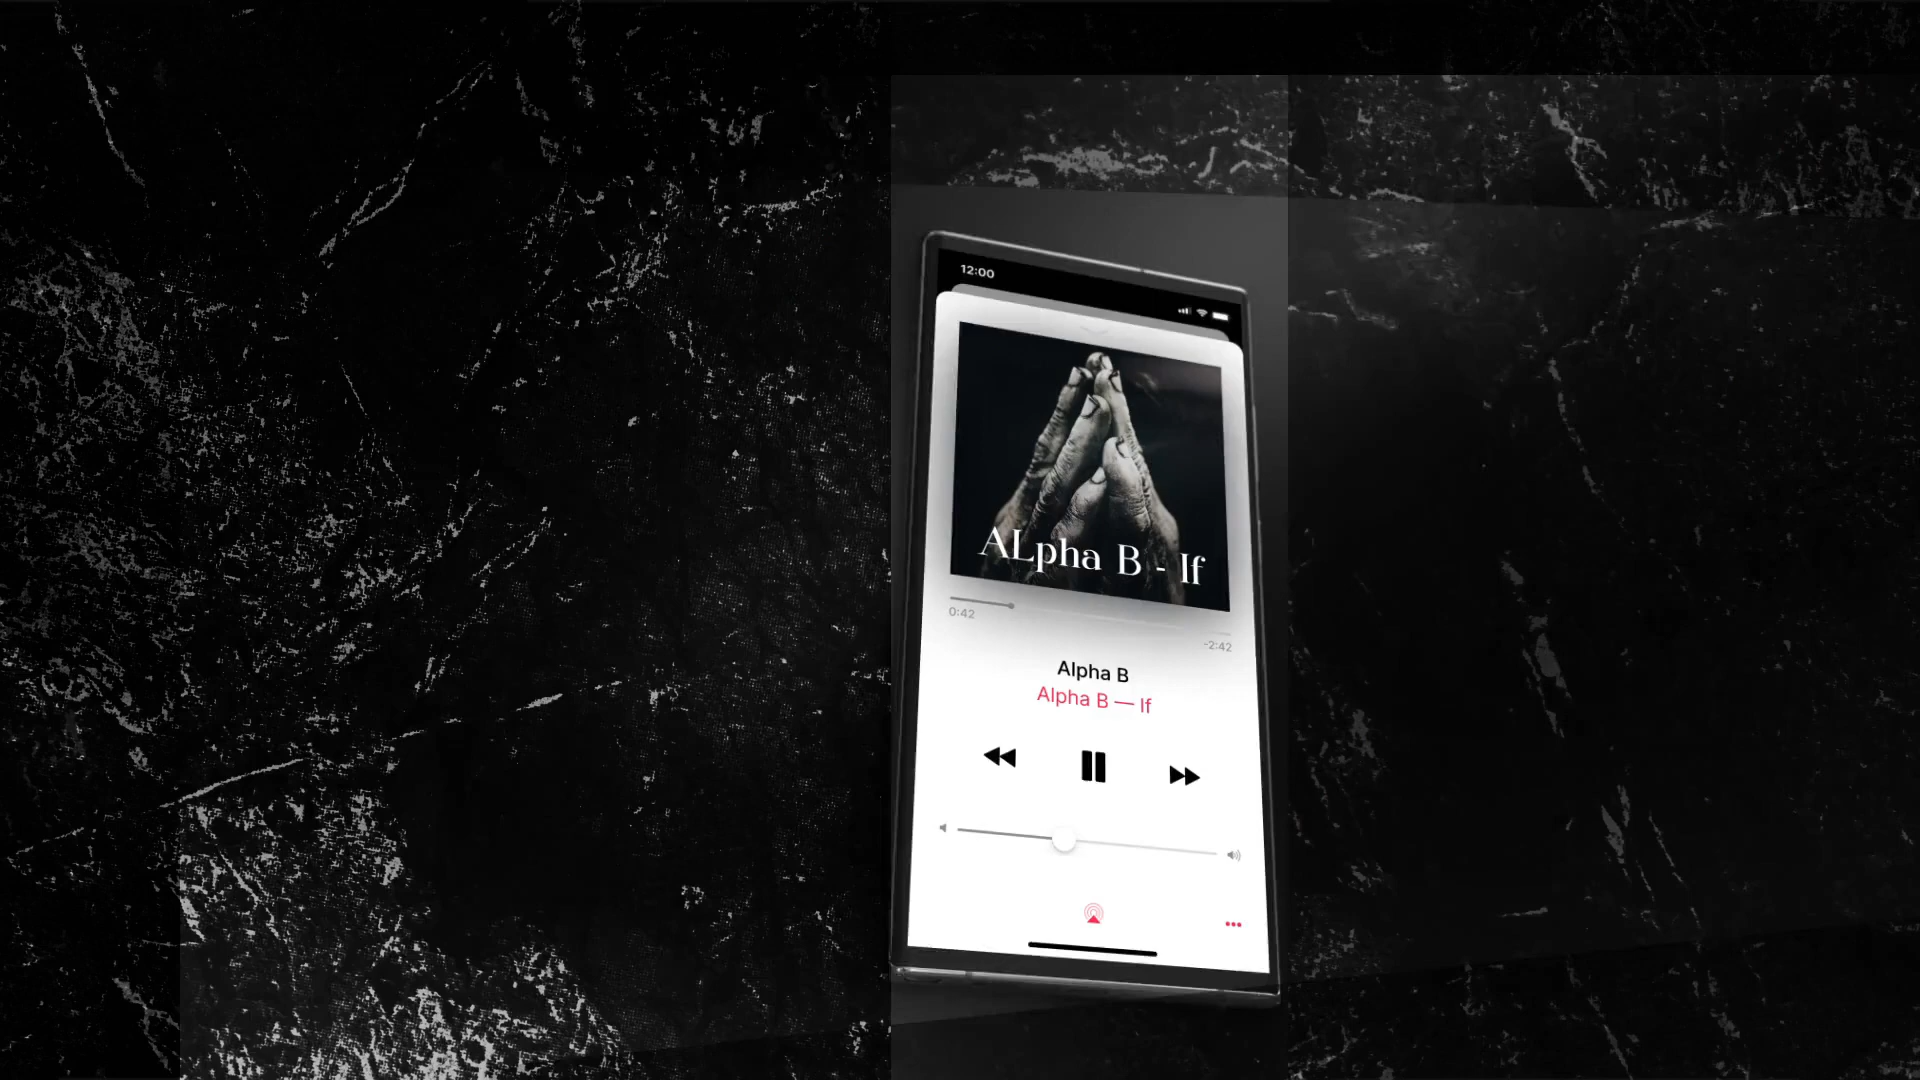 12:00
ALpha B - If
0:42
-2:42
Alpha B
Alpha B — If